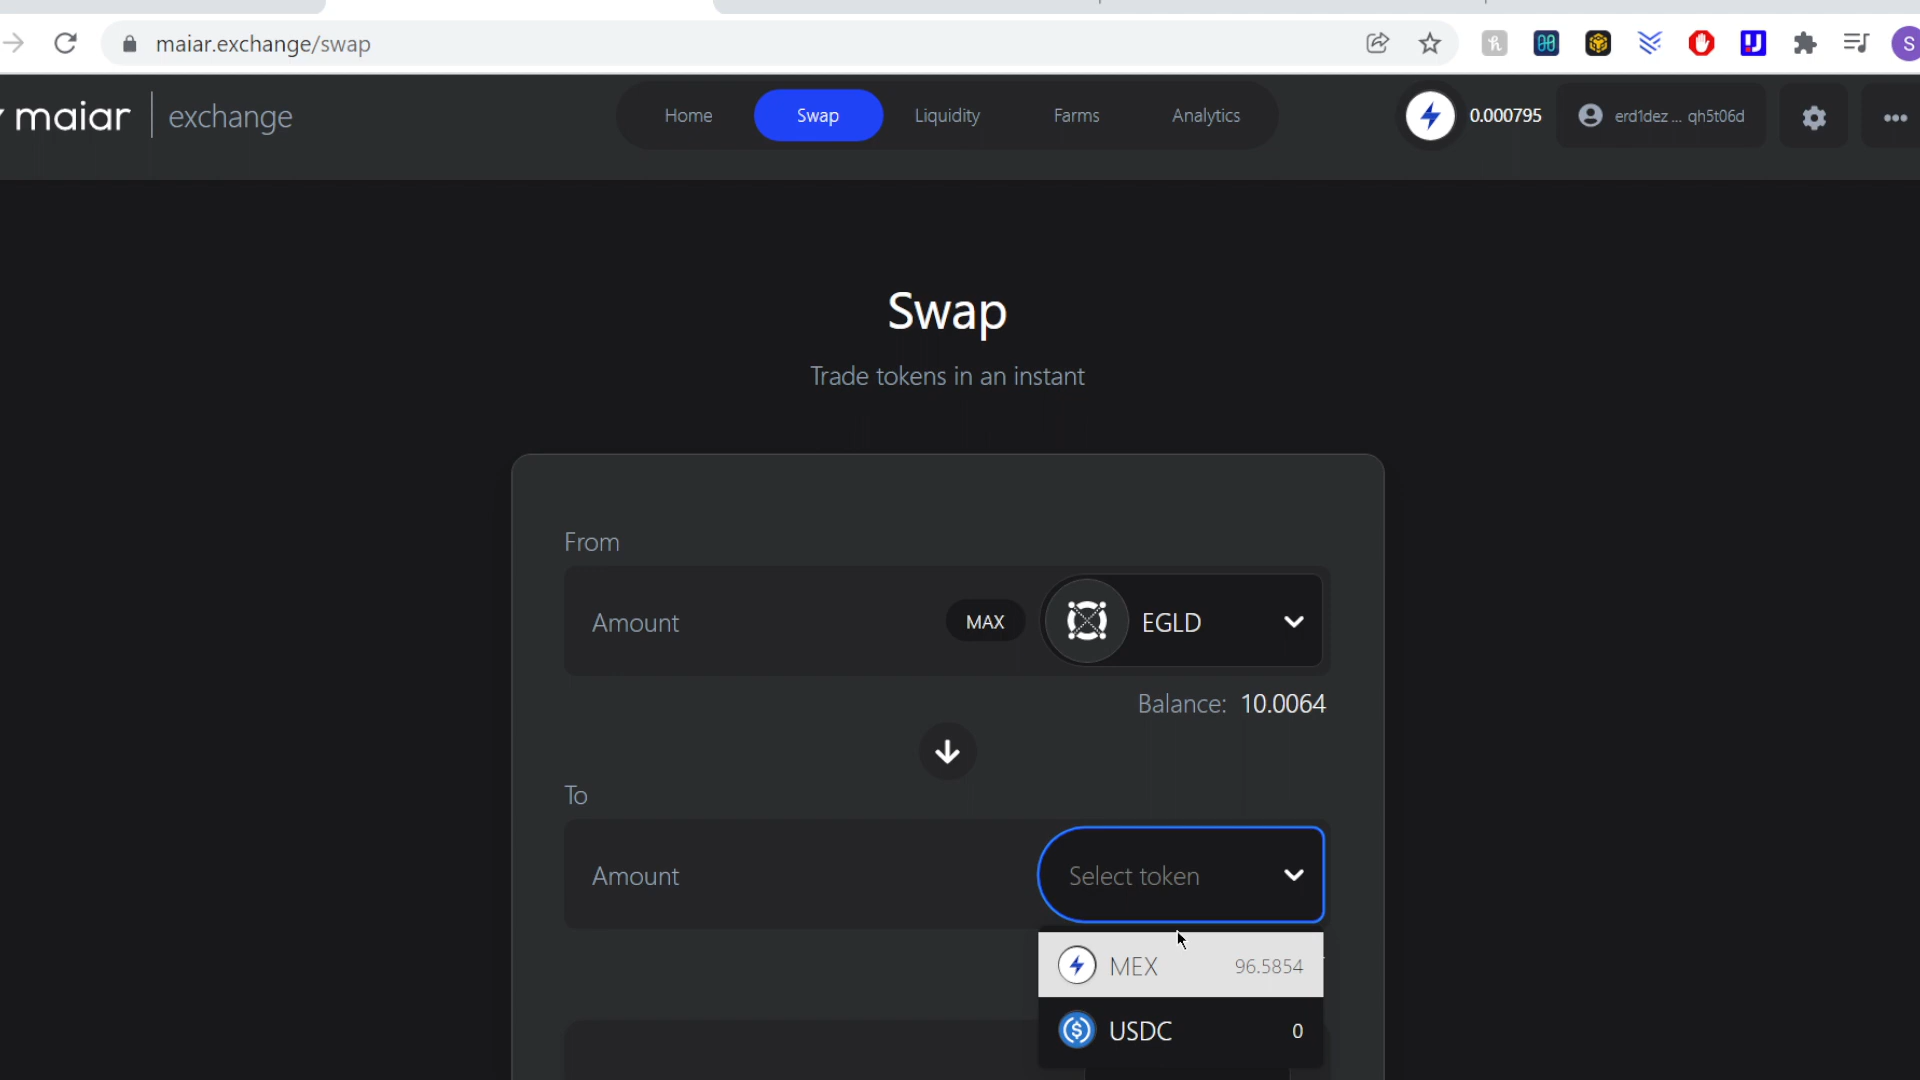 maiar.exchange/swap
S
maiar exchange
Home
Swap
Liquidity
Farms
Analytics
0.000795
erd1dez ... qh5t06d
Swap
Trade tokens in an instant
From
Amount
MAX
EGLD
Balance: 10.0064
To
Amount
Select token
MEX 96.5854
USDC 0